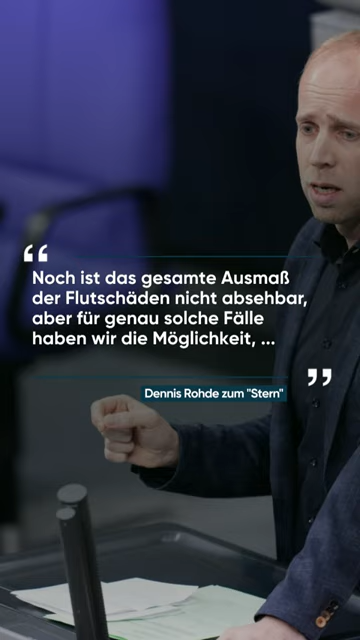 “
Noch ist das gesamte Ausmaß
der Flutschäden nicht absehbar,
aber für genau solche Fälle
haben wir die Möglichkeit, ...
”
Dennis Rohde zum "Stern"